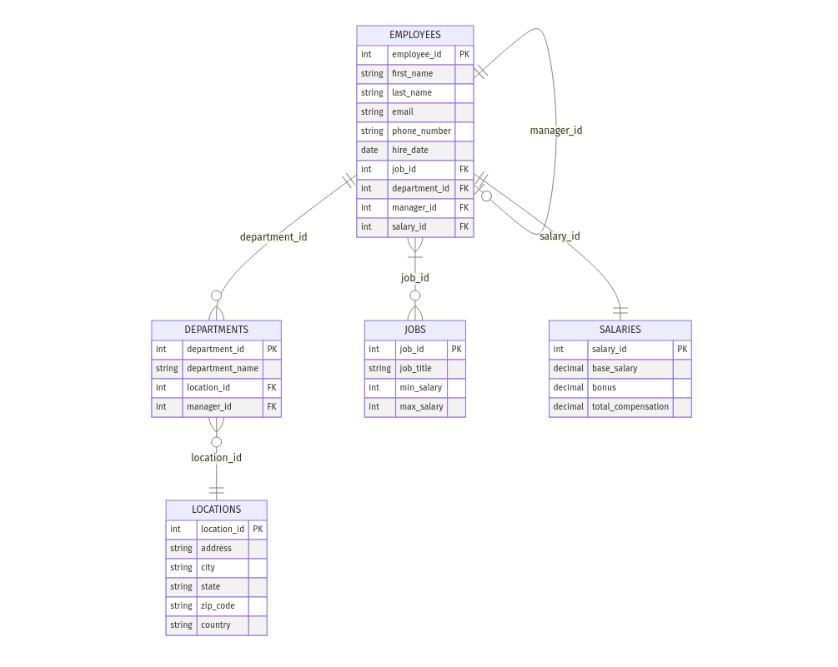 EMPLOYEES
int employee_id PK
string first_name
string last_name
string email
string phone_number
date hire_date
int job_id FK
int department_id FK
int manager_id FK
int salary_id FK
manager_id
department_id
salary_id
job_id
DEPARTMENTS
int department_id PK
string department_name
int location_id FK
int manager_id FK
JOBS
int job_id PK
string job_title
int min_salary
int max_salary
SALARIES
int salary_id PK
decimal base_salary
decimal bonus
decimal total_compensation
location_id
LOCATIONS
int location_id PK
string address
string city
string state
string zip_code
string country